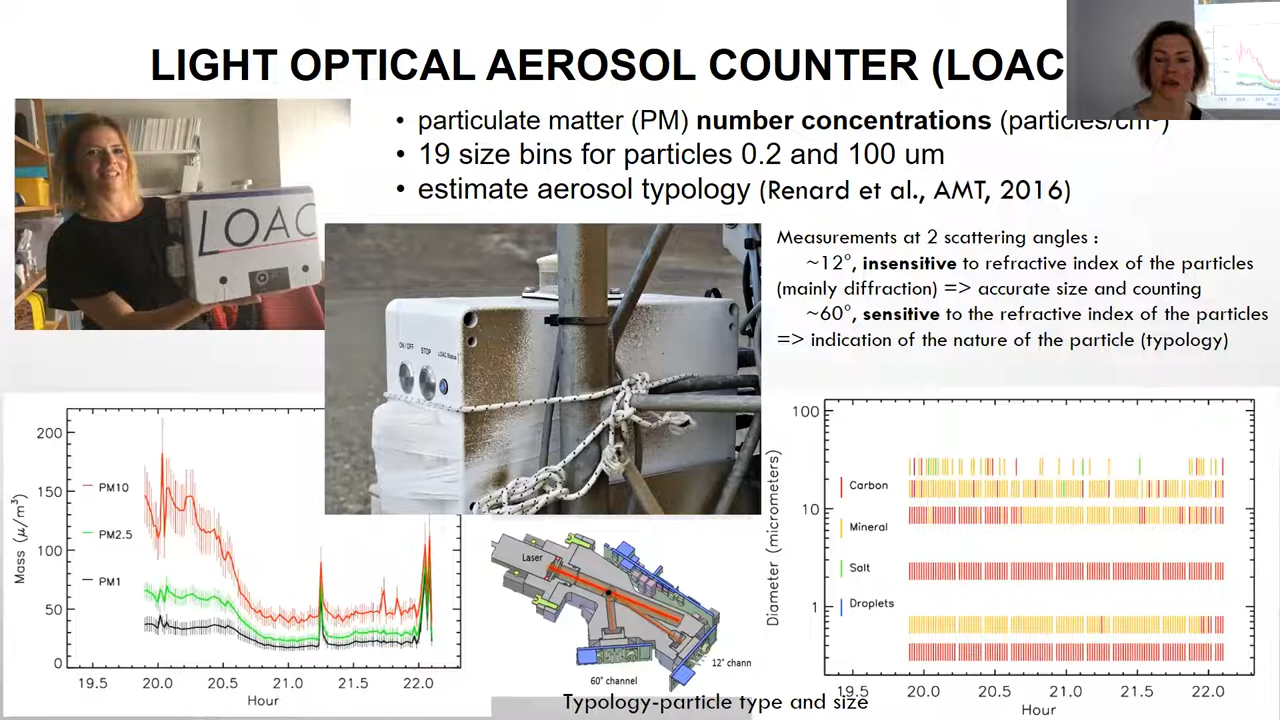 LIGHT OPTICAL AEROSOL COUNTER (LOAC
• particulate matter (PM) number concentrations (particles/cm³)
• 19 size bins for particles 0.2 and 100 um
• estimate aerosol typology (Renard et al., AMT, 2016)
LOAC
Measurements at 2 scattering angles :
~12°, insensitive to refractive index of the particles
(mainly diffraction) => accurate size and counting
~60°, sensitive to the refractive index of the particles
=> indication of the nature of the particle (typology)
ON / OFF
STOP
LOAC Status
200
150
100
50
0
Mass (μ/m³)
PM10
PM2.5
PM1
19.5 20.0 20.5 21.0 21.5 22.0
Hour
Laser
60° channel
12° chann
Typology-particle type and size
100
10
1
Diameter (micrometers)
Carbon
Mineral
Salt
Droplets
19.5 20.0 20.5 21.0 21.5 22.0
Hour